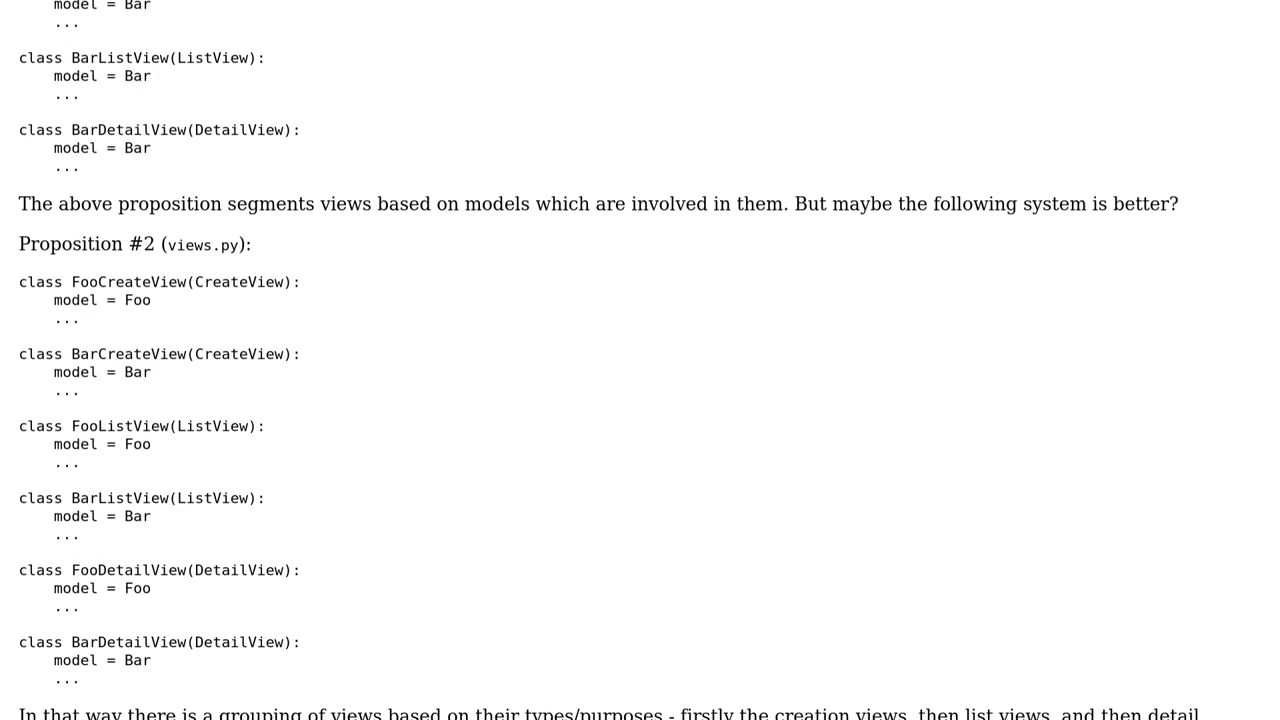 model = Bar
...
class BarListView(ListView):
model = Bar
...
class BarDetailView(DetailView):
model = Bar
...
The above proposition segments views based on models which are involved in them. But maybe the following system is better?
Proposition #2 (views.py):
class FooCreateView(CreateView):
model = Foo
...
class BarCreateView(CreateView):
model = Bar
...
class FooListView(ListView):
model = Foo
...
class BarListView(ListView):
model = Bar
...
class FooDetailView(DetailView):
model = Foo
...
class BarDetailView(DetailView):
model = Bar
...
In that way there is a grouping of views based on their types/purposes - firstly the creation views, then list views, and then detail